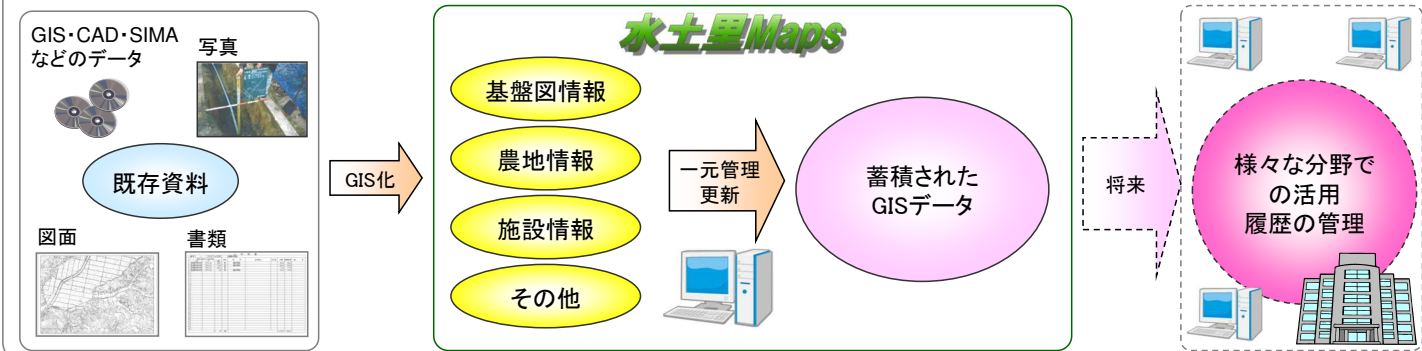 GIS・CAD・SIMA
などのデータ
写真
既存資料
図面
書類
GIS化
水土里Maps
基盤図情報
農地情報
施設情報
その他
一元管理
更新
蓄積された
GISデータ
将来
様々な分野で
の活用
履歴の管理